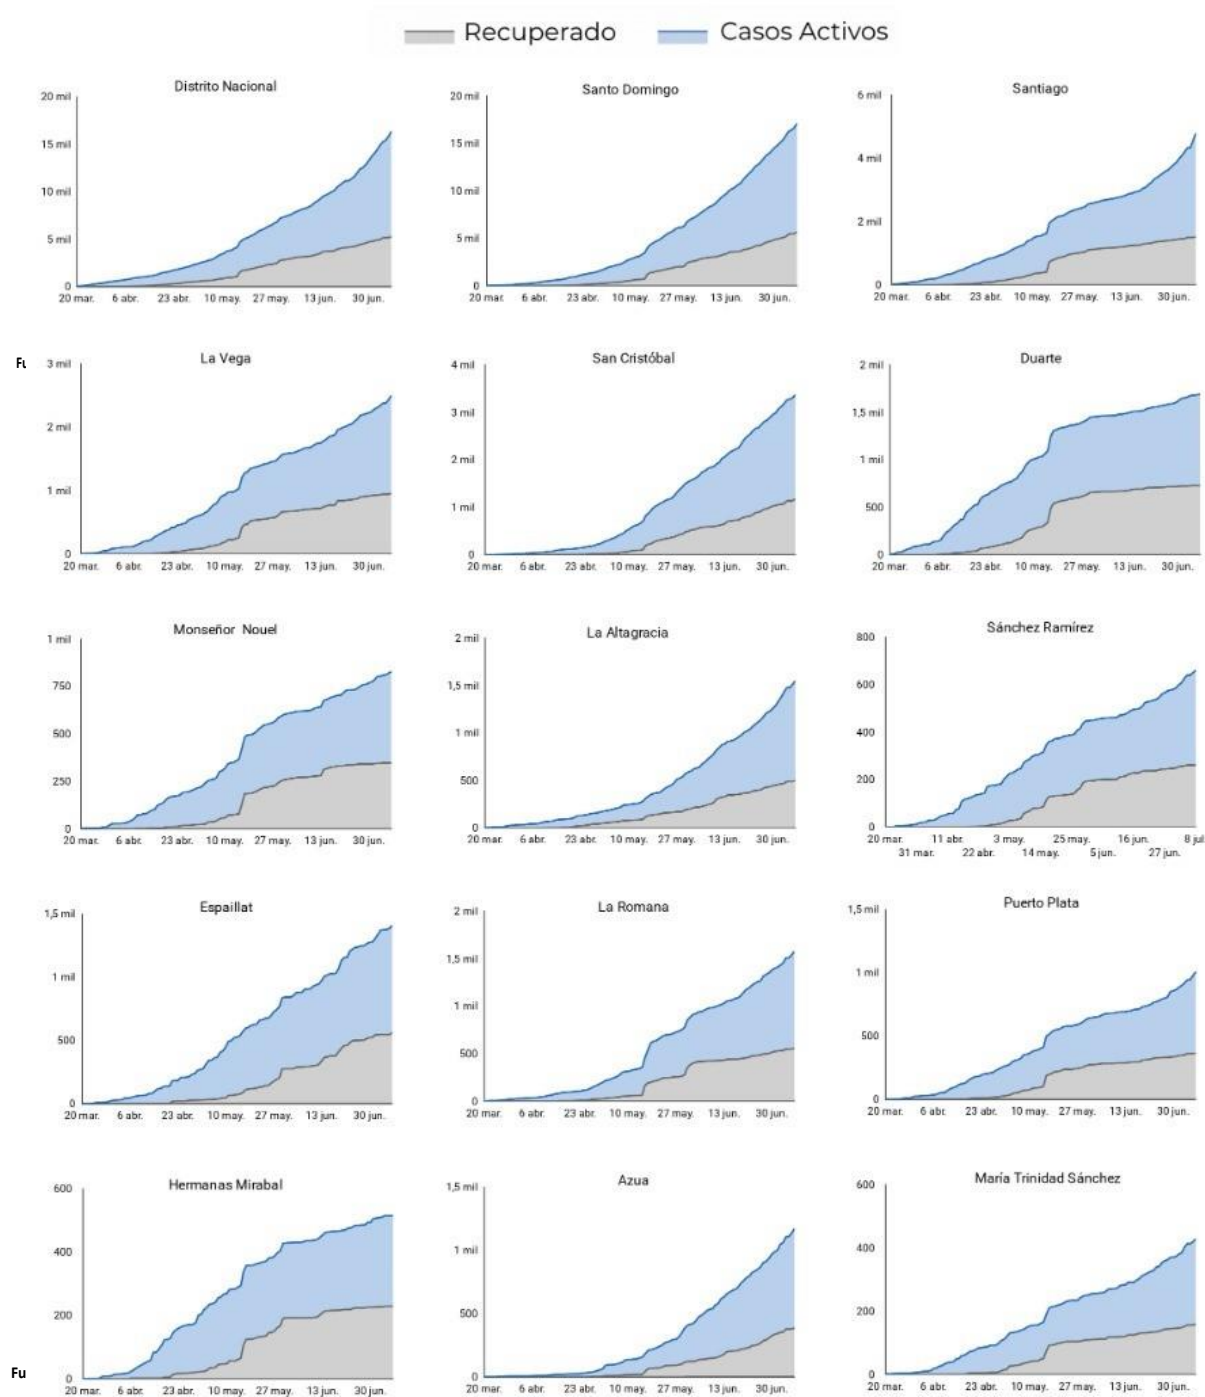 Recuperado Casos Activos
Distrito Nacional Santo Domingo Santiago
20 mil 20 mil 6 mil
15 mil 15 mil 4 mil
10 mil 10 mil 2 mil
5 mil 5 mil 0
0 0
20 mar. 6 abr. 23 abr. 10 may. 27 may. 13 jun. 30 jun. 20 mar. 6 abr. 23 abr. 10 may. 27 may. 13 jun. 30 jun. 20 mar. 6 abr. 23 abr. 10 may. 27 may. 13 jun. 30 jun.
La Vega San Cristóbal Duarte
3 mil 4 mil 2 mil
2 mil 3 mil 1,5 mil
1 mil 2 mil 1 mil
0 1 mil 500
0 0
20 mar. 6 abr. 23 abr. 10 may. 27 may. 13 jun. 30 jun. 20 mar. 6 abr. 23 abr. 10 may. 27 may. 13 jun. 30 jun. 20 mar. 6 abr. 23 abr. 10 may. 27 may. 13 jun. 30 jun.
Monseñor Nouel La Altagracia Sánchez Ramírez
1 mil 2 mil 800
750 1,5 mil 600
500 1 mil 400
250 500 200
0 0 0
20 mar. 6 abr. 23 abr. 10 may. 27 may. 13 jun. 30 jun. 20 mar. 6 abr. 23 abr. 10 may. 27 may. 13 jun. 30 jun. 20 mar. 11 abr. 3 may. 25 may. 16 jun. 8 jul
31 mar. 22 abr. 14 may. 5 jun. 27 jun.
Espaillat La Romana Puerto Plata
1,5 mil 2 mil 1,5 mil
1 mil 1,5 mil 1 mil
500 1 mil 500
0 500 0
0
20 mar. 6 abr. 23 abr. 10 may. 27 may. 13 jun. 30 jun. 20 mar. 6 abr. 23 abr. 10 may. 27 may. 13 jun. 30 jun. 20 mar. 6 abr. 23 abr. 10 may. 27 may. 13 jun. 30 jun.
Hermanas Mirabal Azua María Trinidad Sánchez
600 1,5 mil 600
400 1 mil 400
200 500 200
0 0 0
20 mar. 6 abr. 23 abr. 10 may. 27 may. 13 jun. 30 jun. 20 mar. 6 abr. 23 abr. 10 may. 27 may. 13 jun. 30 jun. 20 mar. 6 abr. 23 abr. 10 may. 27 may. 13 jun. 30 jun.
Fu